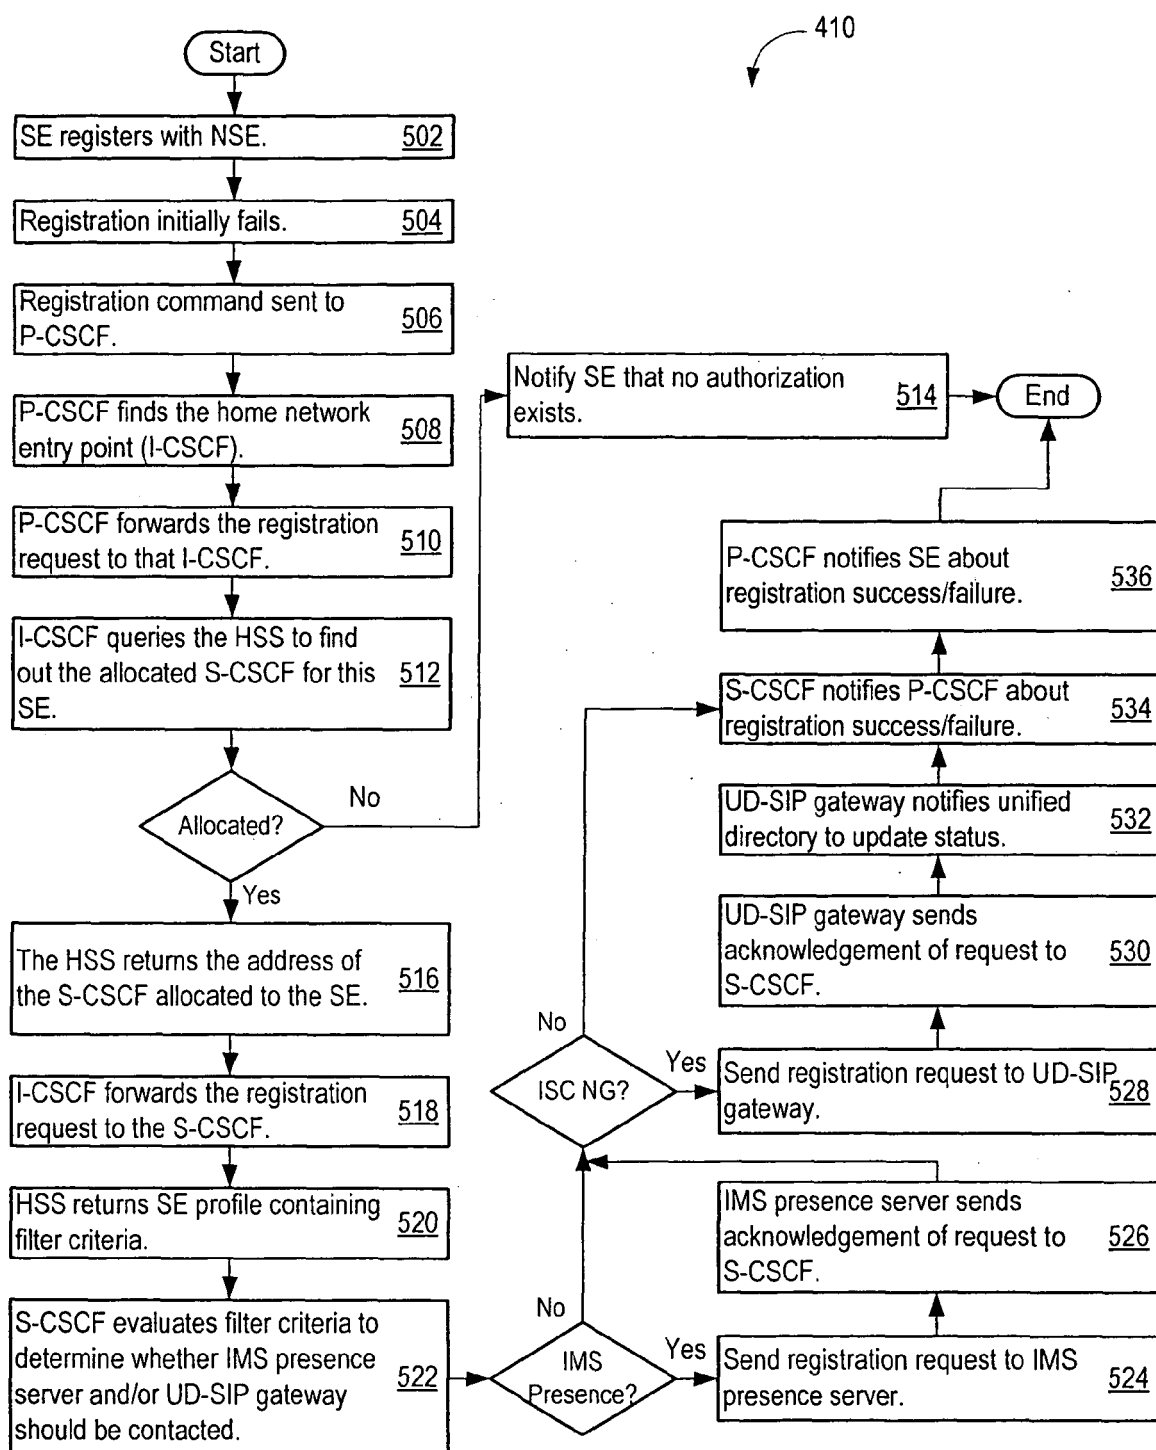 410
Start
SE registers with NSE.
502
Registration initially fails.
504
Registration command sent to
P-CSCF.
506
P-CSCF finds the home network
entry point (I-CSCF).
508
P-CSCF forwards the registration
request to that I-CSCF.
510
I-CSCF queries the HSS to find
out the allocated S-CSCF for this
SE.
512
Allocated?
No
Yes
Notify SE that no authorization
exists.
514
End
The HSS returns the address of
the S-CSCF allocated to the SE.
516
I-CSCF forwards the registration
request to the S-CSCF.
518
HSS returns SE profile containing
filter criteria.
520
S-CSCF evaluates filter criteria to
determine whether IMS presence
server and/or UD-SIP gateway
should be contacted.
522
IMS
Presence?
No
Yes
Send registration request to IMS
presence server.
524
IMS presence server sends
acknowledgement of request to
S-CSCF.
526
ISC NG?
No
Yes
Send registration request to UD-SIP
gateway.
528
UD-SIP gateway sends
acknowledgement of request to
S-CSCF.
530
UD-SIP gateway notifies unified
directory to update status.
532
S-CSCF notifies P-CSCF about
registration success/failure.
534
P-CSCF notifies SE about
registration success/failure.
536